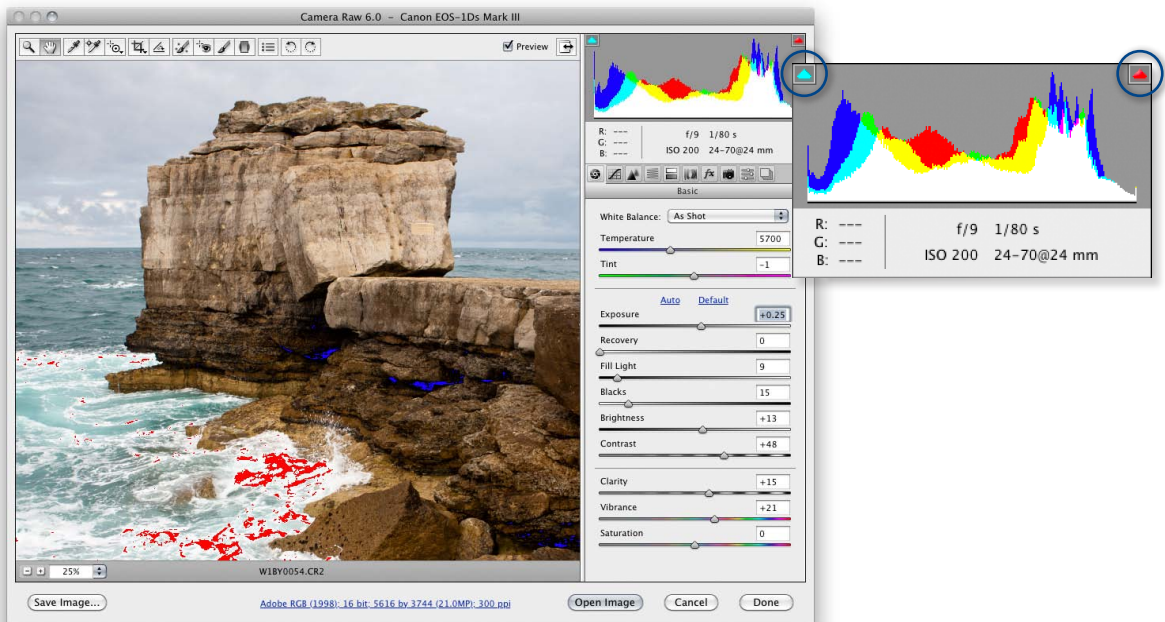 Camera Raw 6.0 – Canon EOS-1Ds Mark III
Preview
R: ---
G: ---
B: ---
f/9 1/80 s
ISO 200 24-70@24 mm
R: ---
G: ---
B: ---
f/9 1/80 s
ISO 200 24-70@24 mm
fx
Basic
White Balance: As Shot
Temperature 5700
Tint -1
Auto Default
Exposure +0.25
Recovery 0
Fill Light 9
Blacks 15
Brightness +13
Contrast +48
Clarity +15
Vibrance +21
Saturation 0
25% W1BY0054.CR2
Save Image... Adobe RGB (1998); 16 bit; 5616 by 3744 (21.0MP); 300 ppi Open Image Cancel Done